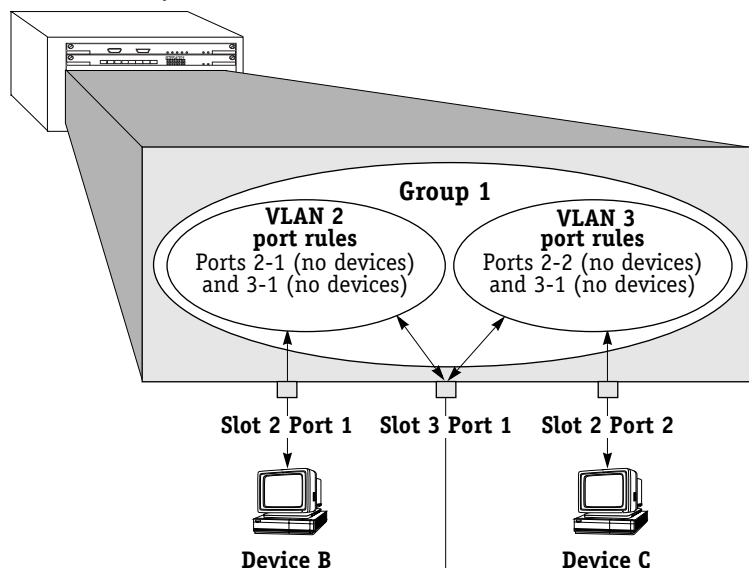 Group 1
VLAN 2
port rules
Ports 2-1 (no devices)
and 3-1 (no devices)
VLAN 3
port rules
Ports 2-2 (no devices)
and 3-1 (no devices)
Slot 2 Port 1
Slot 3 Port 1
Slot 2 Port 2
Device B
Device C